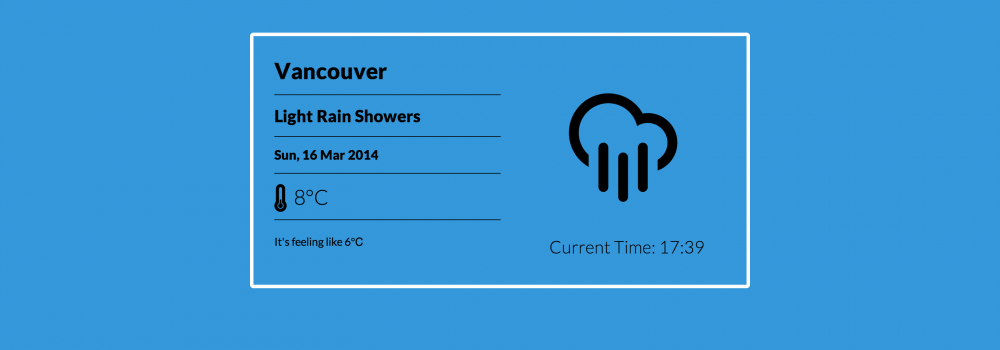 Vancouver
Light Rain Showers
Sun, 16 Mar 2014
8°C
It's feeling like 6°C
Current Time: 17:39